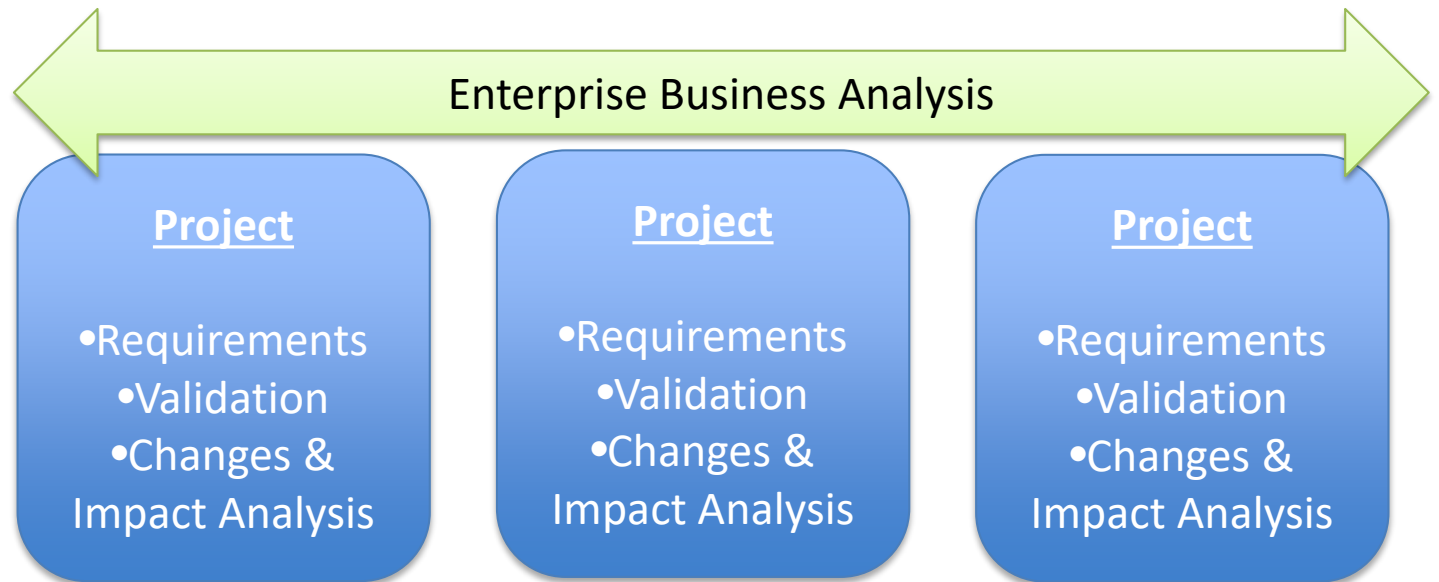 Enterprise Business Analysis
Project
•Requirements
•Validation
•Changes &
Impact Analysis
Project
•Requirements
•Validation
•Changes &
Impact Analysis
Project
•Requirements
•Validation
•Changes &
Impact Analysis